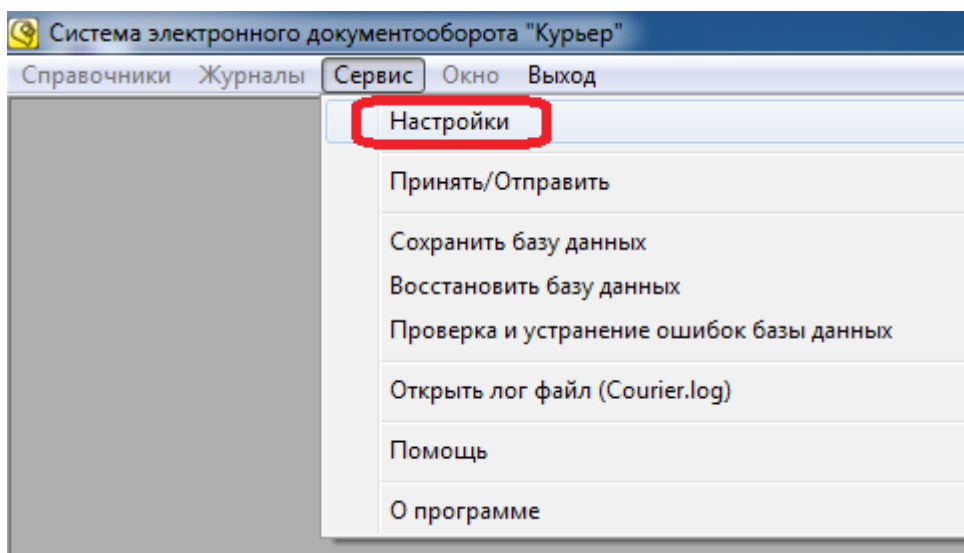 Система электронного документооборота "Курьер"
Справочники Журналы Сервис Окно Выход
Настройки
Принять/Отправить
Сохранить базу данных
Восстановить базу данных
Проверка и устранение ошибок базы данных
Открыть лог файл (Courier.log)
Помощь
О программе